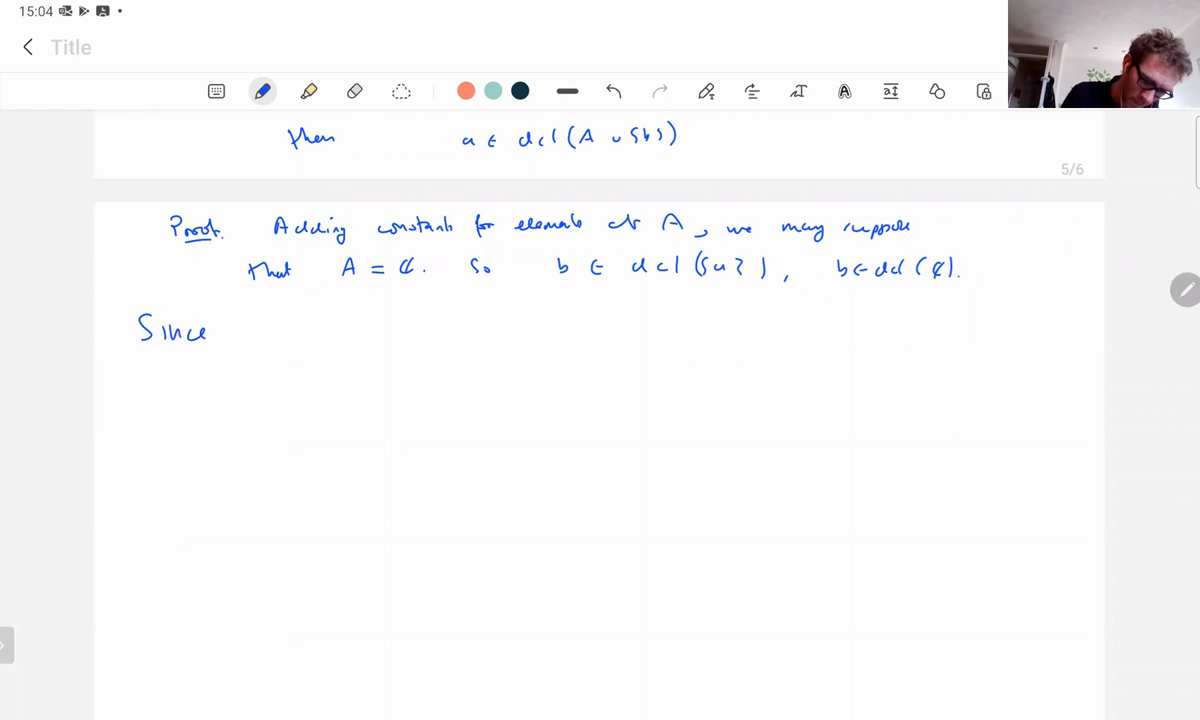 15:04
Title
then a ∈ dcl(A ∪ {b})
5/6
Proof. Adding constants for elements of A, we may suppose
that A = ∅. So b ∈ dcl({a}), b ∈ dcl(∅).
Since